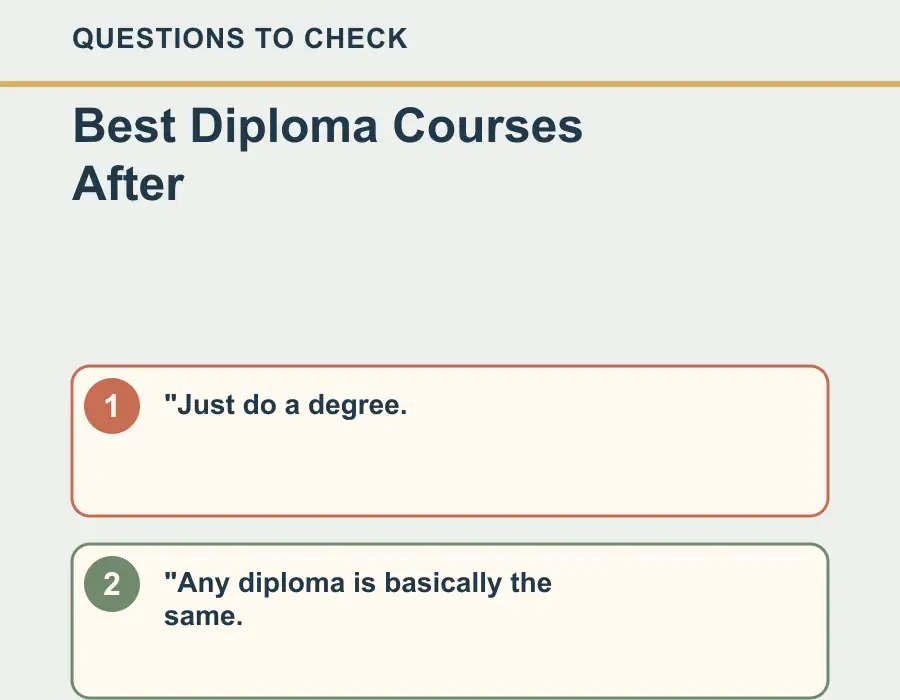 QUESTIONS TO CHECK
Best Diploma Courses
After
1
"Just do a degree.
2
"Any diploma is basically the
same.